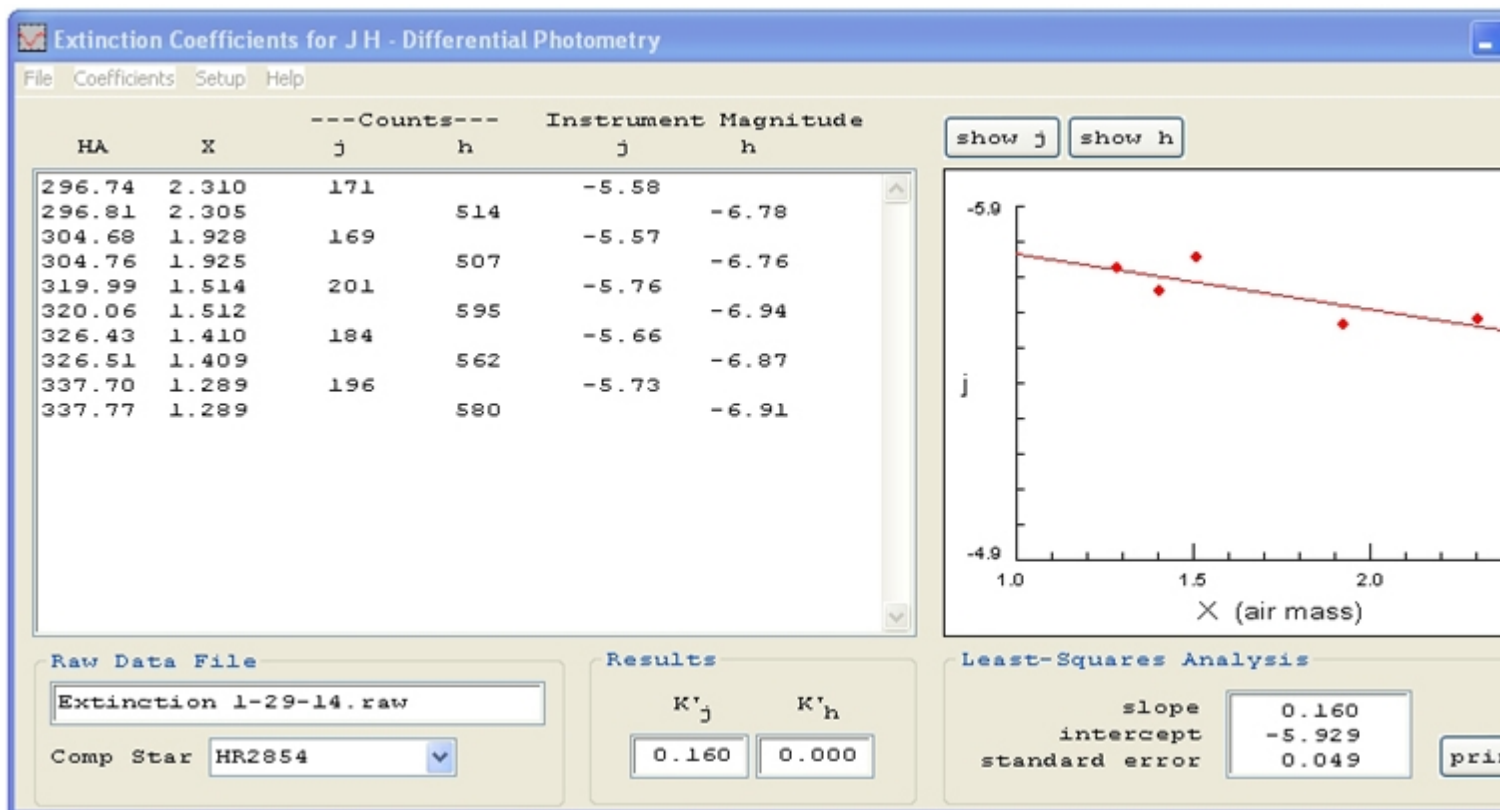 Extinction Coefficients for J H - Differential Photometry
File Coefficients Setup Help
---Counts--- Instrument Magnitude
HA X j h j h
296.74 2.310 171 -5.58
296.81 2.305 514 -6.78
304.68 1.928 169 -5.57
304.76 1.925 507 -6.76
319.99 1.514 201 -5.76
320.06 1.512 595 -6.94
326.43 1.410 184 -5.66
326.51 1.409 562 -6.87
337.70 1.289 196 -5.73
337.77 1.289 580 -6.91
show j show h
-5.9
j
-4.9
1.0 1.5 2.0
X (air mass)
Raw Data File
Extinction 1-29-14.raw
Comp Star HR2854
Results
K'j K'h
0.160 0.000
Least-Squares Analysis
slope 0.160
intercept -5.929
standard error 0.049